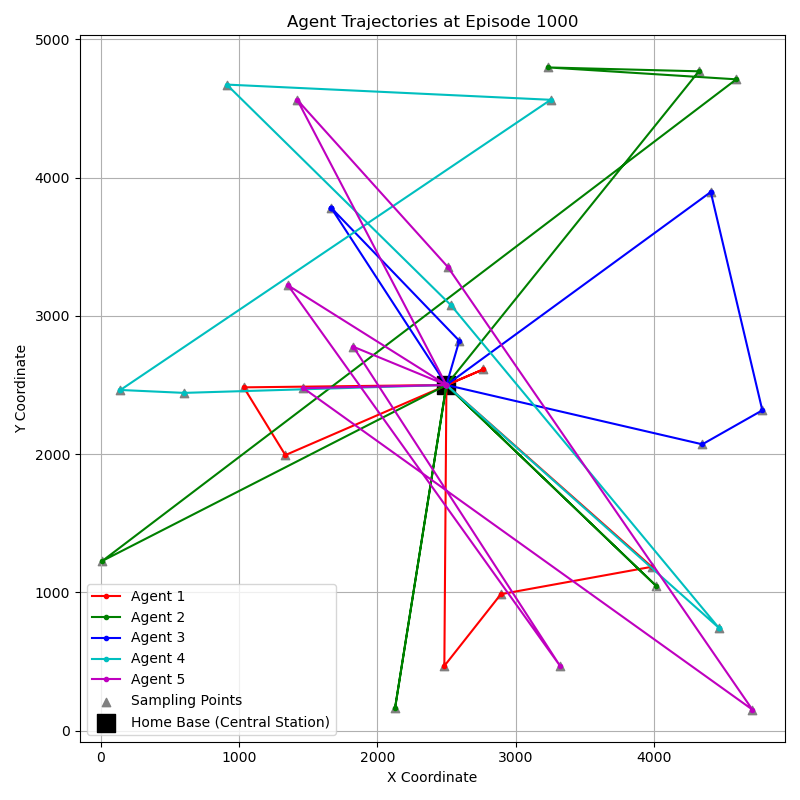 Agent Trajectories at Episode 1000
5000
4000
3000
2000
1000
0
Y Coordinate
Agent 1
Agent 2
Agent 3
Agent 4
Agent 5
Sampling Points
Home Base (Central Station)
0 1000 2000 3000 4000
X Coordinate